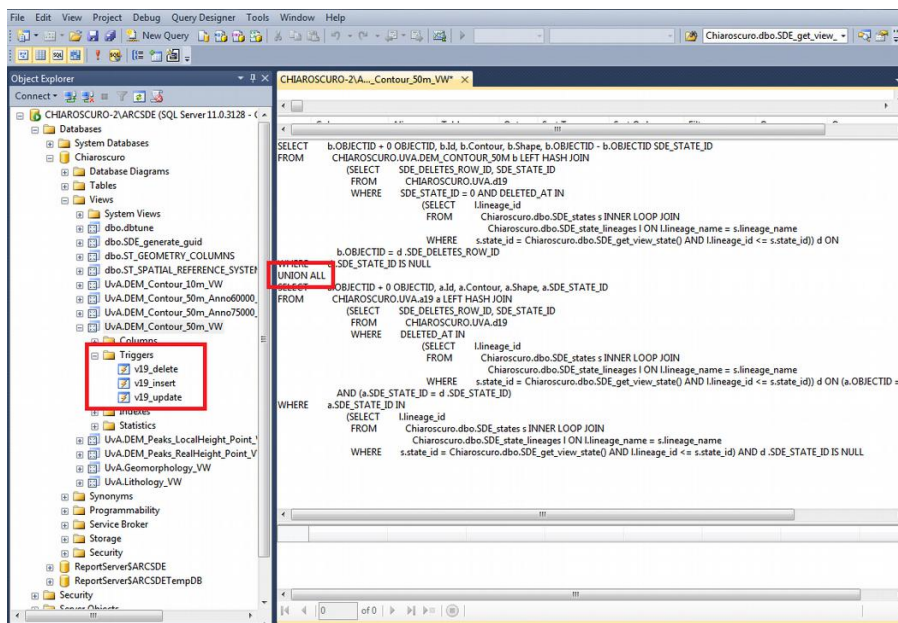 File Edit View Project Debug Query Designer Tools Window Help
New Query Chiaroscuro.dbo.SDE_get_view_
Object Explorer
Connect
CHIAROSCURO-2\ARCSDE (SQL Server 11.0.3128 - (
Databases
System Databases
Chiaroscuro
Database Diagrams
Tables
Views
System Views
dbo.dbtune
dbo.SDE_generate_guid
dbo.ST_GEOMETRY_COLUMNS
dbo.ST_SPATIAL_REFERENCE_SYSTEM
UvA.DEM_Contour_10m_VW
UvA.DEM_Contour_50m_Anno60000_
UvA.DEM_Contour_50m_Anno75000_
UvA.DEM_Contour_50m_VW
Columns
Triggers
v19_delete
v19_insert
v19_update
Indexes
Statistics
UvA.DEM_Peaks_LocalHeight_Point_V
UvA.DEM_Peaks_RealHeight_Point_V
UvA.Geomorphology_VW
UvA.Lithology_VW
Synonyms
Programmability
Service Broker
Storage
Security
ReportServer$ARCSDE
ReportServer$ARCSDETempDB
Security
Server Objects
CHIAROSCURO-2\A..._Contour_50m_VW*
SELECT b.OBJECTID + 0 OBJECTID, b.Id, b.Contour, b.Shape, b.OBJECTID - b.OBJECTID SDE_STATE_ID
FROM CHIAROSCURO.UVA.DEM_CONTOUR_50M b LEFT HASH JOIN
(SELECT SDE_DELETES_ROW_ID, SDE_STATE_ID
FROM CHIAROSCURO.UVA.d19
WHERE SDE_STATE_ID = 0 AND DELETED_AT IN
(SELECT l.lineage_id
FROM Chiaroscuro.dbo.SDE_states s INNER LOOP JOIN
Chiaroscuro.dbo.SDE_state_lineages l ON l.lineage_name = s.lineage_name
WHERE s.state_id = Chiaroscuro.dbo.SDE_get_view_state() AND l.lineage_id <= s.state_id)) d ON
b.OBJECTID = d .SDE_DELETES_ROW_ID
WHERE d .SDE_STATE_ID IS NULL
UNION ALL
SELECT a.OBJECTID + 0 OBJECTID, a.Id, a.Contour, a.Shape, a.SDE_STATE_ID
FROM CHIAROSCURO.UVA.a19 a LEFT HASH JOIN
(SELECT SDE_DELETES_ROW_ID, SDE_STATE_ID
FROM CHIAROSCURO.UVA.d19
WHERE DELETED_AT IN
(SELECT l.lineage_id
FROM Chiaroscuro.dbo.SDE_states s INNER LOOP JOIN
Chiaroscuro.dbo.SDE_state_lineages l ON l.lineage_name = s.lineage_name
WHERE s.state_id = Chiaroscuro.dbo.SDE_get_view_state() AND l.lineage_id <= s.state_id)) d ON (a.OBJECTID =
AND (a.SDE_STATE_ID = d .SDE_STATE_ID)
WHERE a.SDE_STATE_ID IN
(SELECT l.lineage_id
FROM Chiaroscuro.dbo.SDE_states s INNER LOOP JOIN
Chiaroscuro.dbo.SDE_state_lineages l ON l.lineage_name = s.lineage_name
WHERE s.state_id = Chiaroscuro.dbo.SDE_get_view_state() AND l.lineage_id <= s.state_id) AND d .SDE_STATE_ID IS NULL
0 of 0